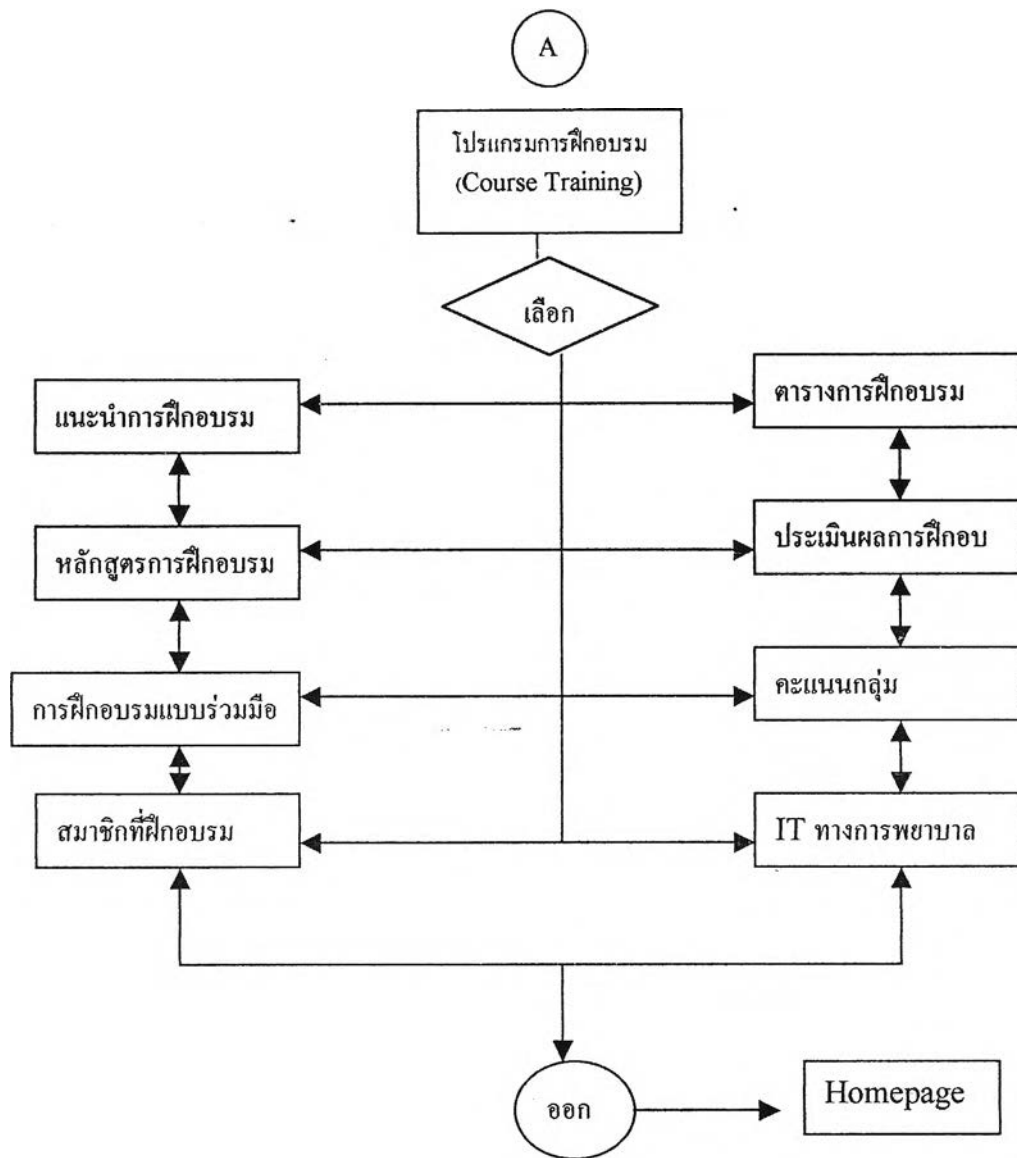 A
โปรแกรมการฝึกอบรม
(Course Training)
เลือก
แนะนำการฝึกอบรม
ตารางการฝึกอบรม
หลักสูตรการฝึกอบรม
ประเมินผลการฝึกอบ
การฝึกอบรมแบบร่วมมือ
คะแนนกลุ่ม
สมาชิกที่ฝึกอบรม
IT ทางการพยาบาล
ออก
Homepage